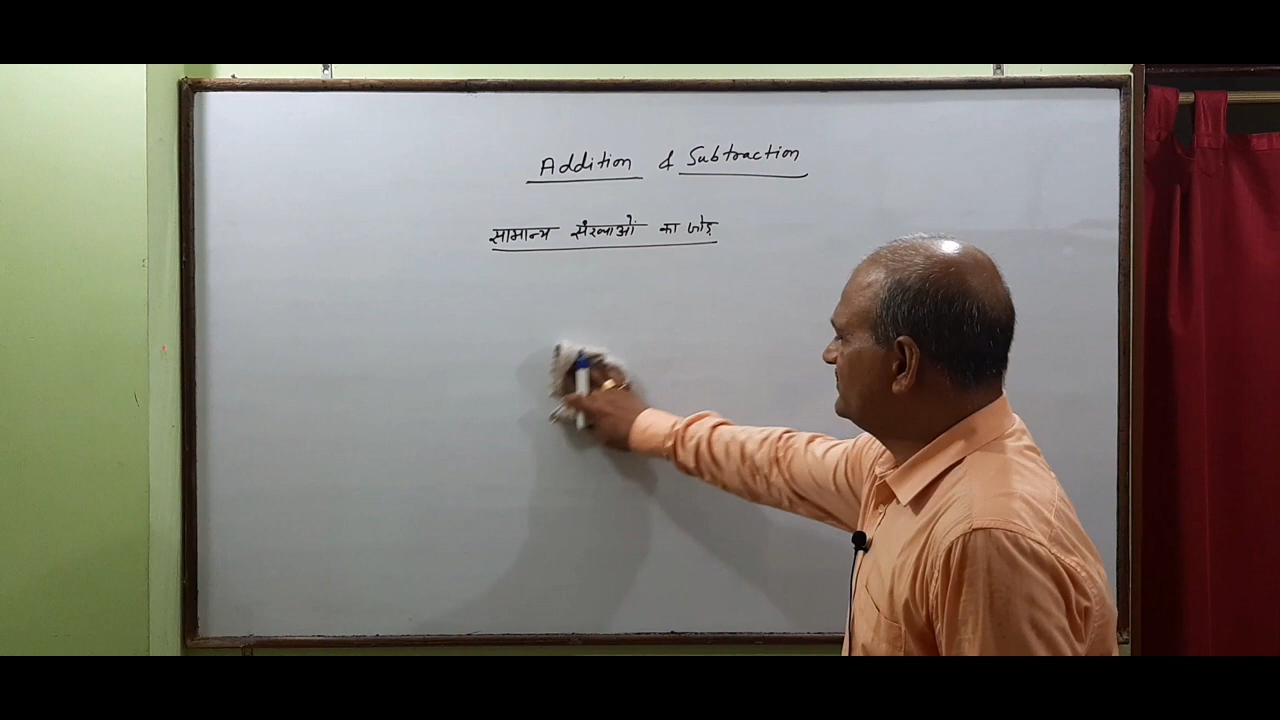 Addition & Subtraction
सामान्य संख्याओं का जोड़